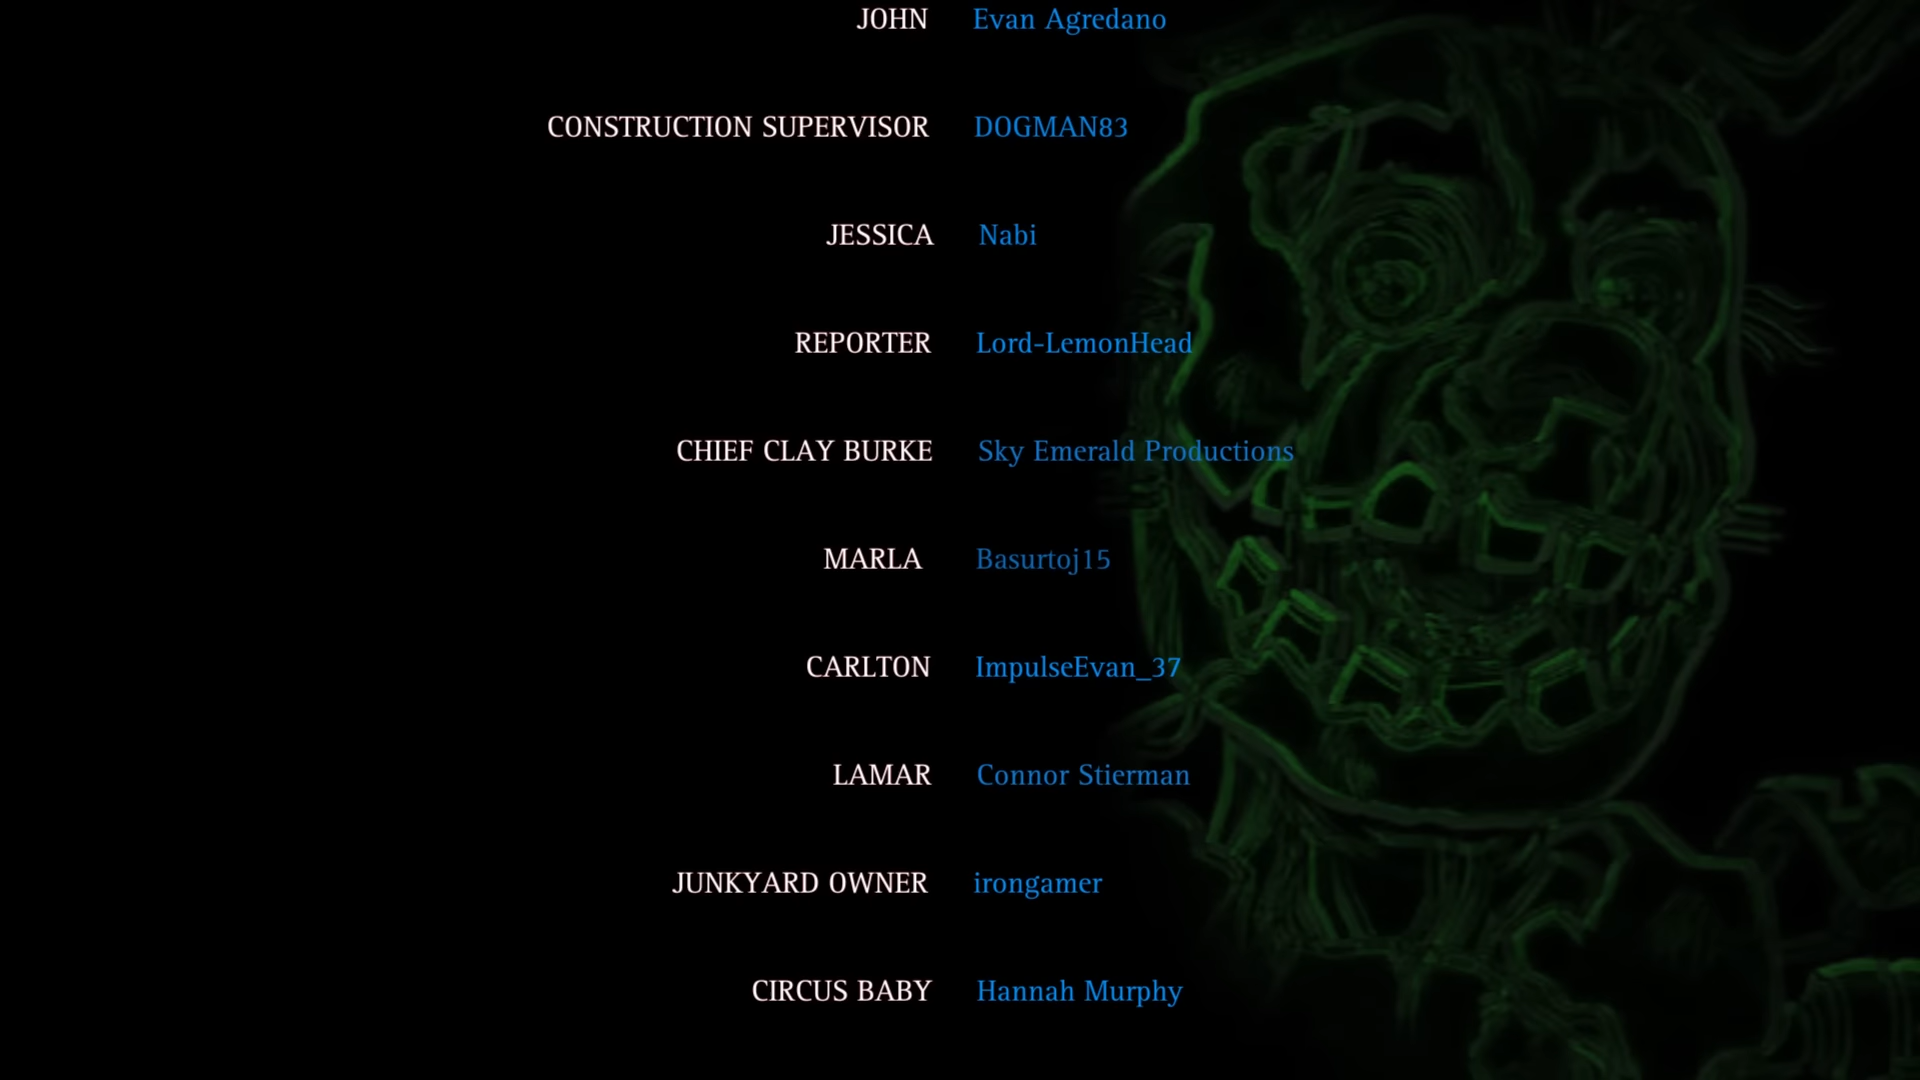 JOHN Evan Agredano
CONSTRUCTION SUPERVISOR DOGMAN83
JESSICA Nabi
REPORTER Lord-LemonHead
CHIEF CLAY BURKE Sky Emerald Productions
MARLA Basurtoj15
CARLTON ImpulseEvan_37
LAMAR Connor Stierman
JUNKYARD OWNER irongamer
CIRCUS BABY Hannah Murphy